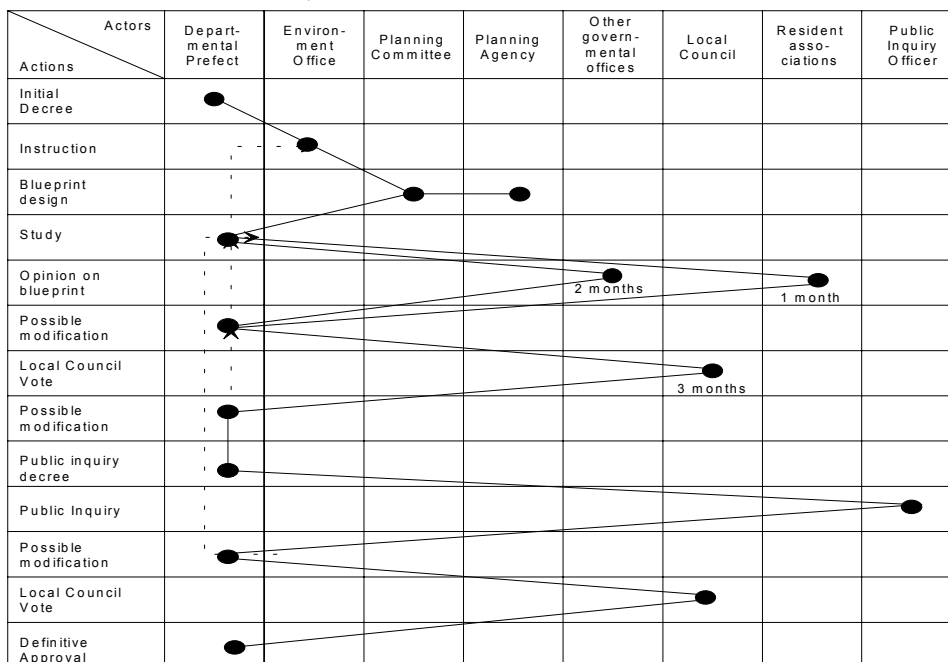 Actors
Actions
Depart-
mental
Prefect
Environ-
ment
Office
Planning
Committee
Planning
Agency
Other
govern-
mental
offices
Local
Council
Resident
asso-
ciations
Public
Inquiry
Officer
Initial
Decree
Instruction
Blueprint
design
Study
Opinion on
blueprint
2 months
1 month
Possible
modification
Local Council
Vote
3 months
Possible
modification
Public inquiry
decree
Public Inquiry
Possible
modification
Local Council
Vote
Definitive
Approval